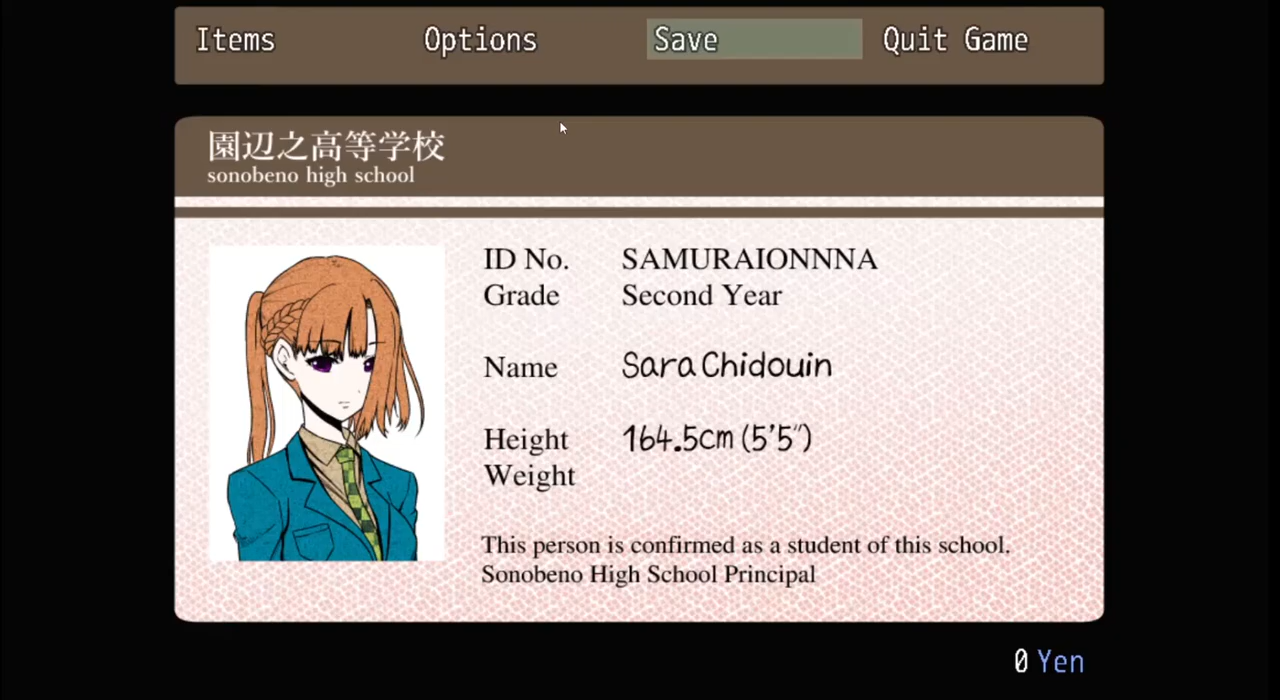 Items Options Save Quit Game
園辺之高等学校
sonobeno high school
ID No. SAMURAIONNNA
Grade Second Year
Name Sara Chidouin
Height 164.5cm (5'5")
Weight
This person is confirmed as a student of this school.
Sonobeno High School Principal
0 Yen